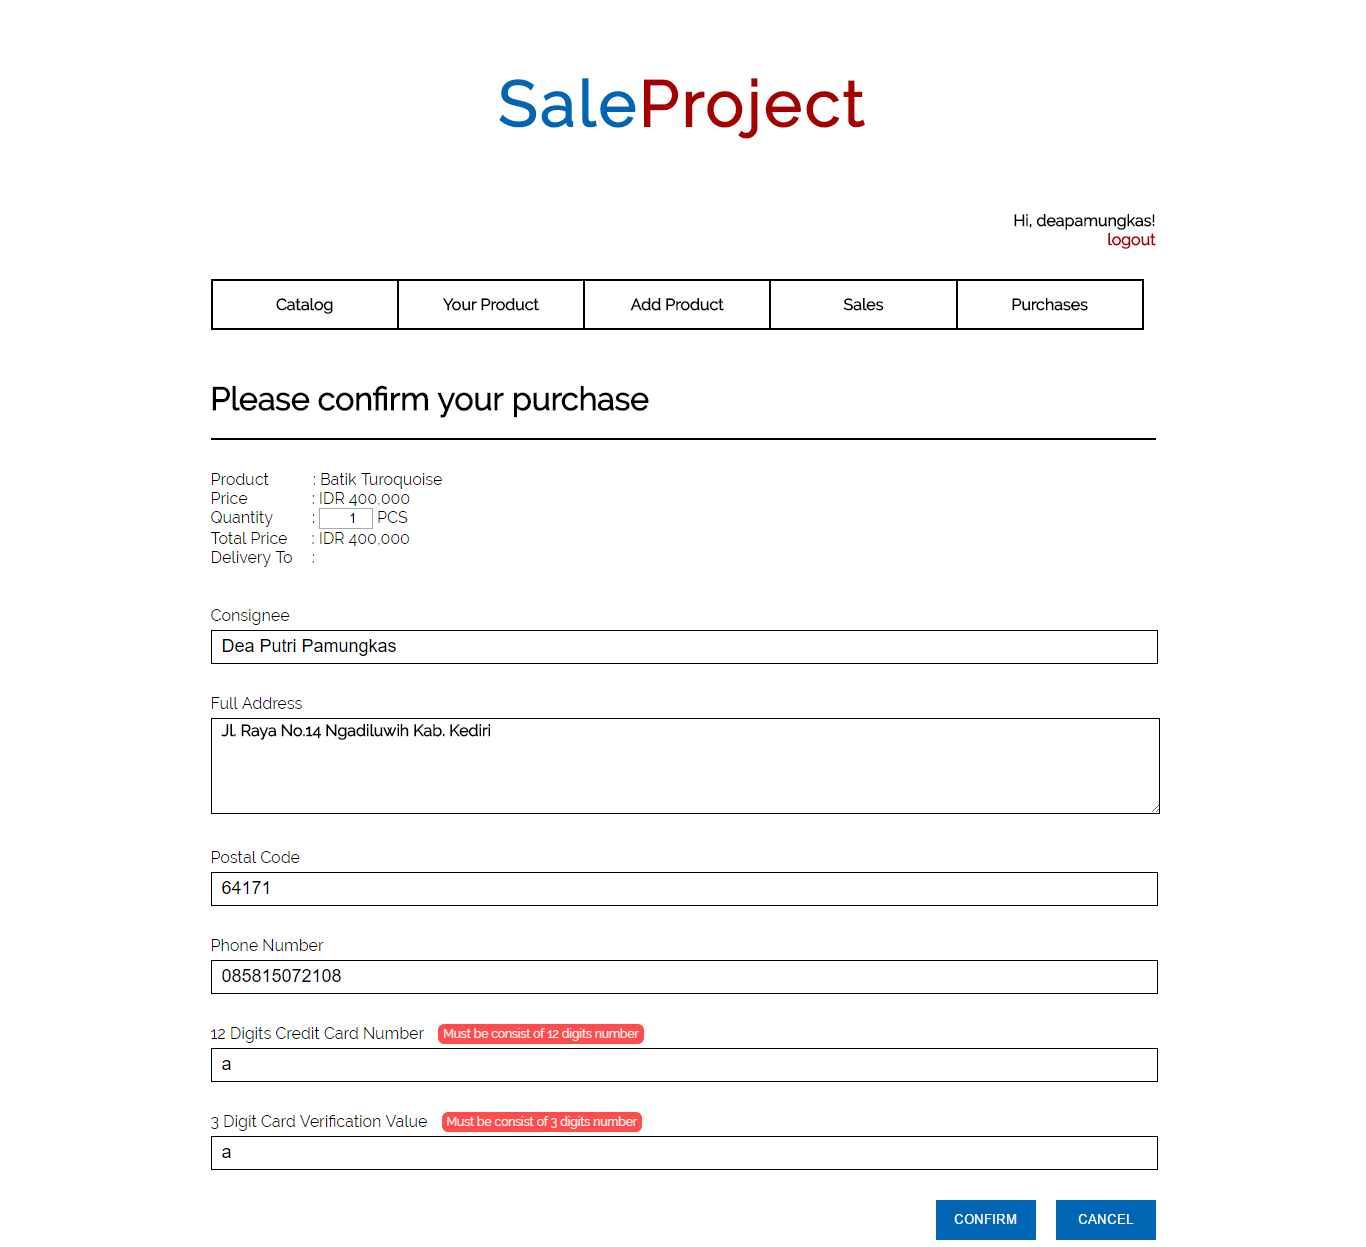 SaleProject
Hi, deapamungkas!
logout
Catalog Your Product Add Product Sales Purchases
Please confirm your purchase
Product : Batik Turoquoise
Price : IDR 400,000
Quantity : 1 PCS
Total Price : IDR 400,000
Delivery To :
Consignee
Dea Putri Pamungkas
Full Address
Jl. Raya No.14 Ngadiluwih Kab. Kediri
Postal Code
64171
Phone Number
085815072108
12 Digits Credit Card Number Must be consist of 12 digits number
a
3 Digit Card Verification Value Must be consist of 3 digits number
a
CONFIRM CANCEL